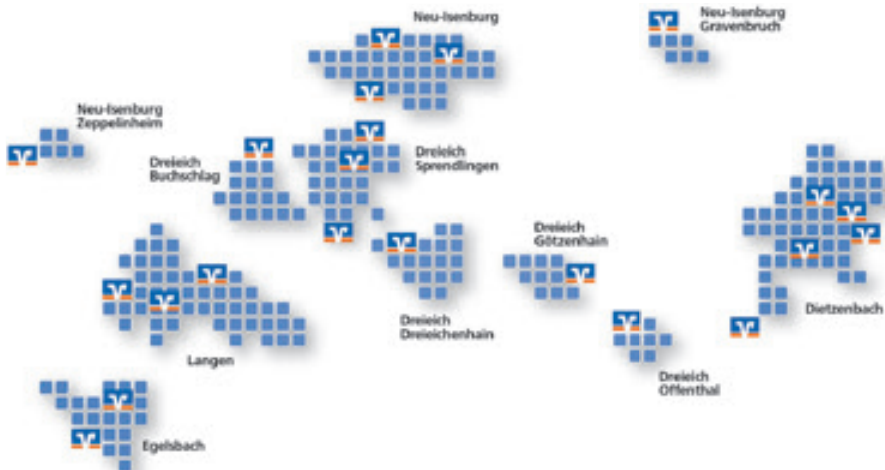 Neu-Isenburg
Neu-Isenburg
Gravenbruch
Neu-Isenburg
Zeppelinheim
Dreieich
Buchschlag
Dreieich
Sprendlingen
Dreieich
Götzenhain
Dietzenbach
Dreieich
Dreieichenhain
Langen
Dreieich
Offenthal
Egelsbach